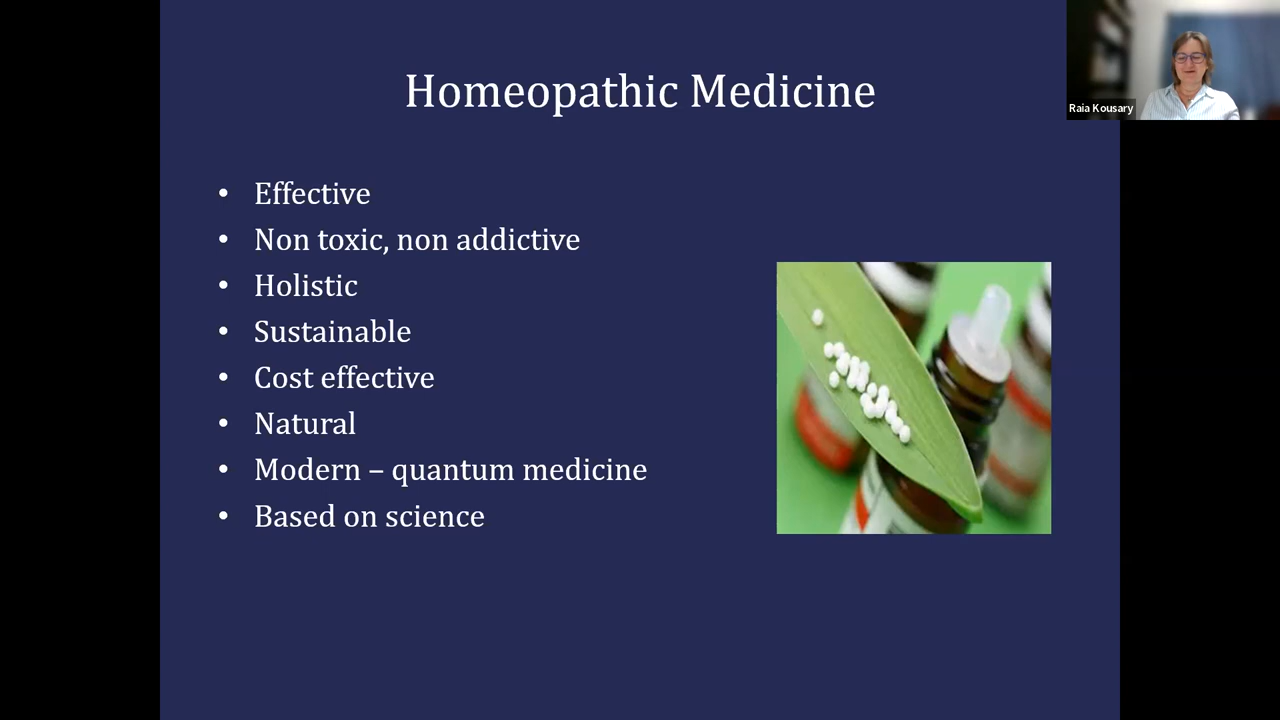 Homeopathic Medicine
Raia Kousary
• Effective
• Non toxic, non addictive
• Holistic
• Sustainable
• Cost effective
• Natural
• Modern – quantum medicine
• Based on science